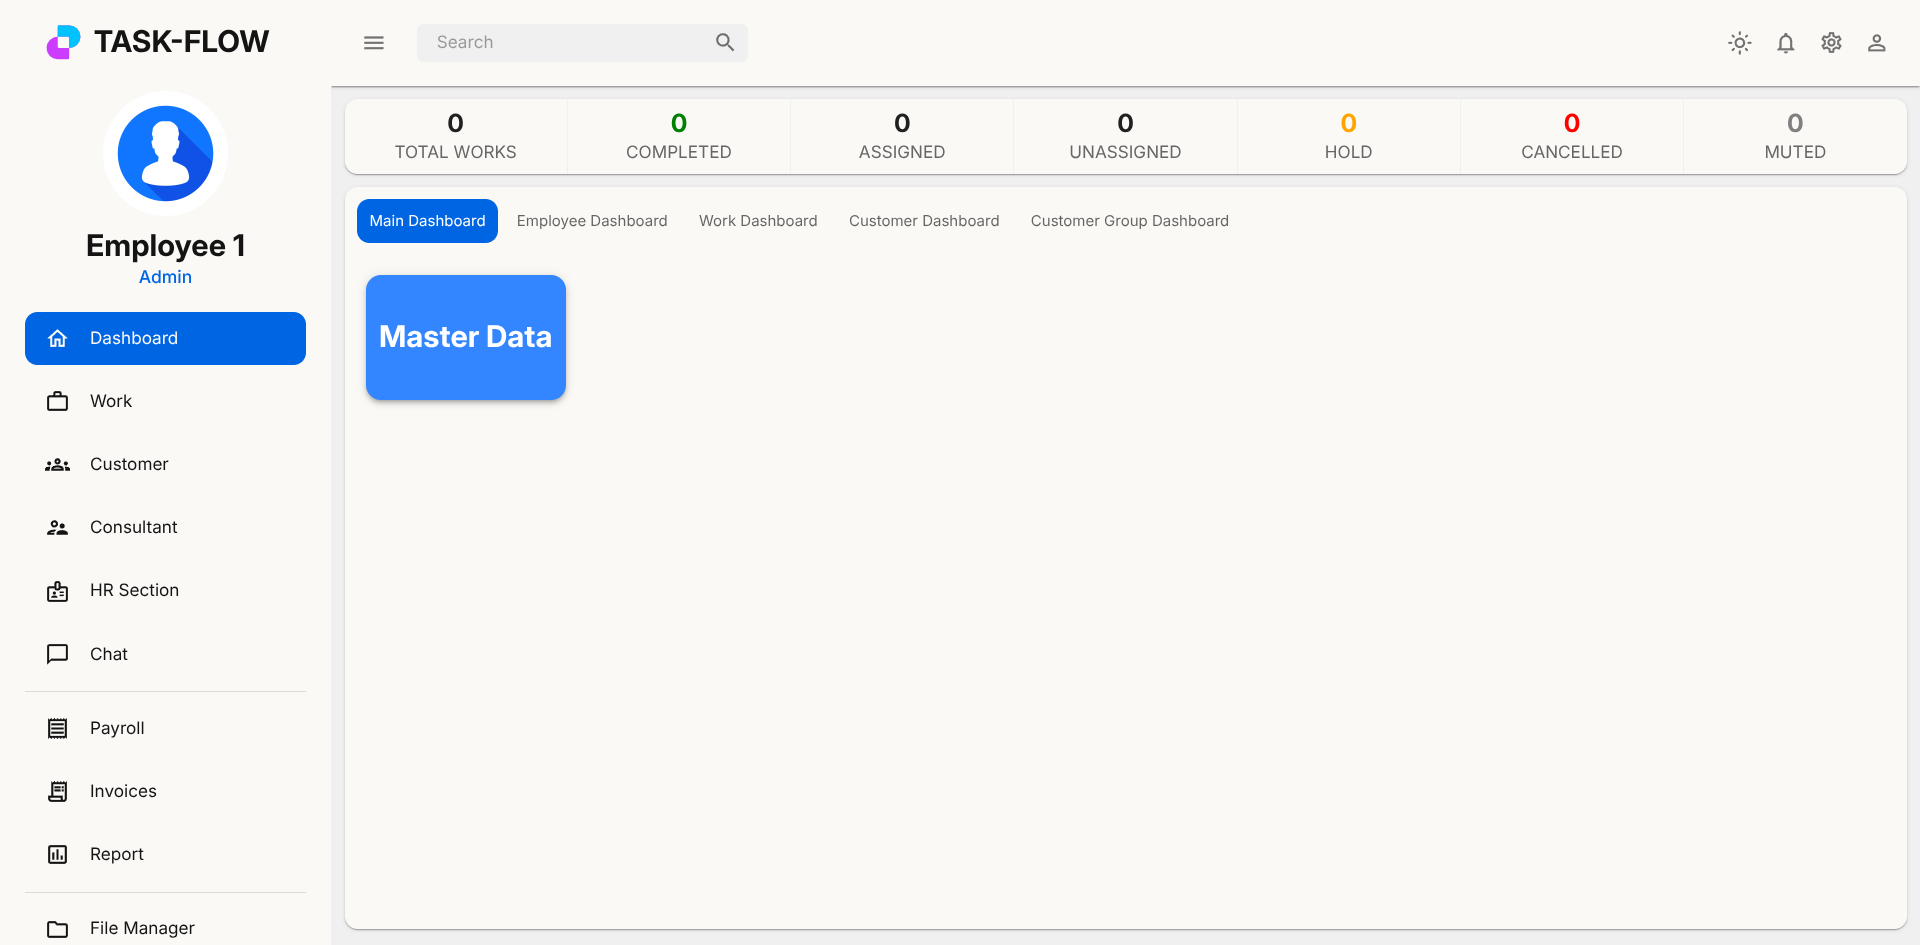 TASK-FLOW
Search
Employee 1
Admin
Dashboard
Work
Customer
Consultant
HR Section
Chat
Payroll
Invoices
Report
File Manager
0 0 0 0 0 0 0
TOTAL WORKS COMPLETED ASSIGNED UNASSIGNED HOLD CANCELLED MUTED
Main Dashboard Employee Dashboard Work Dashboard Customer Dashboard Customer Group Dashboard
Master Data